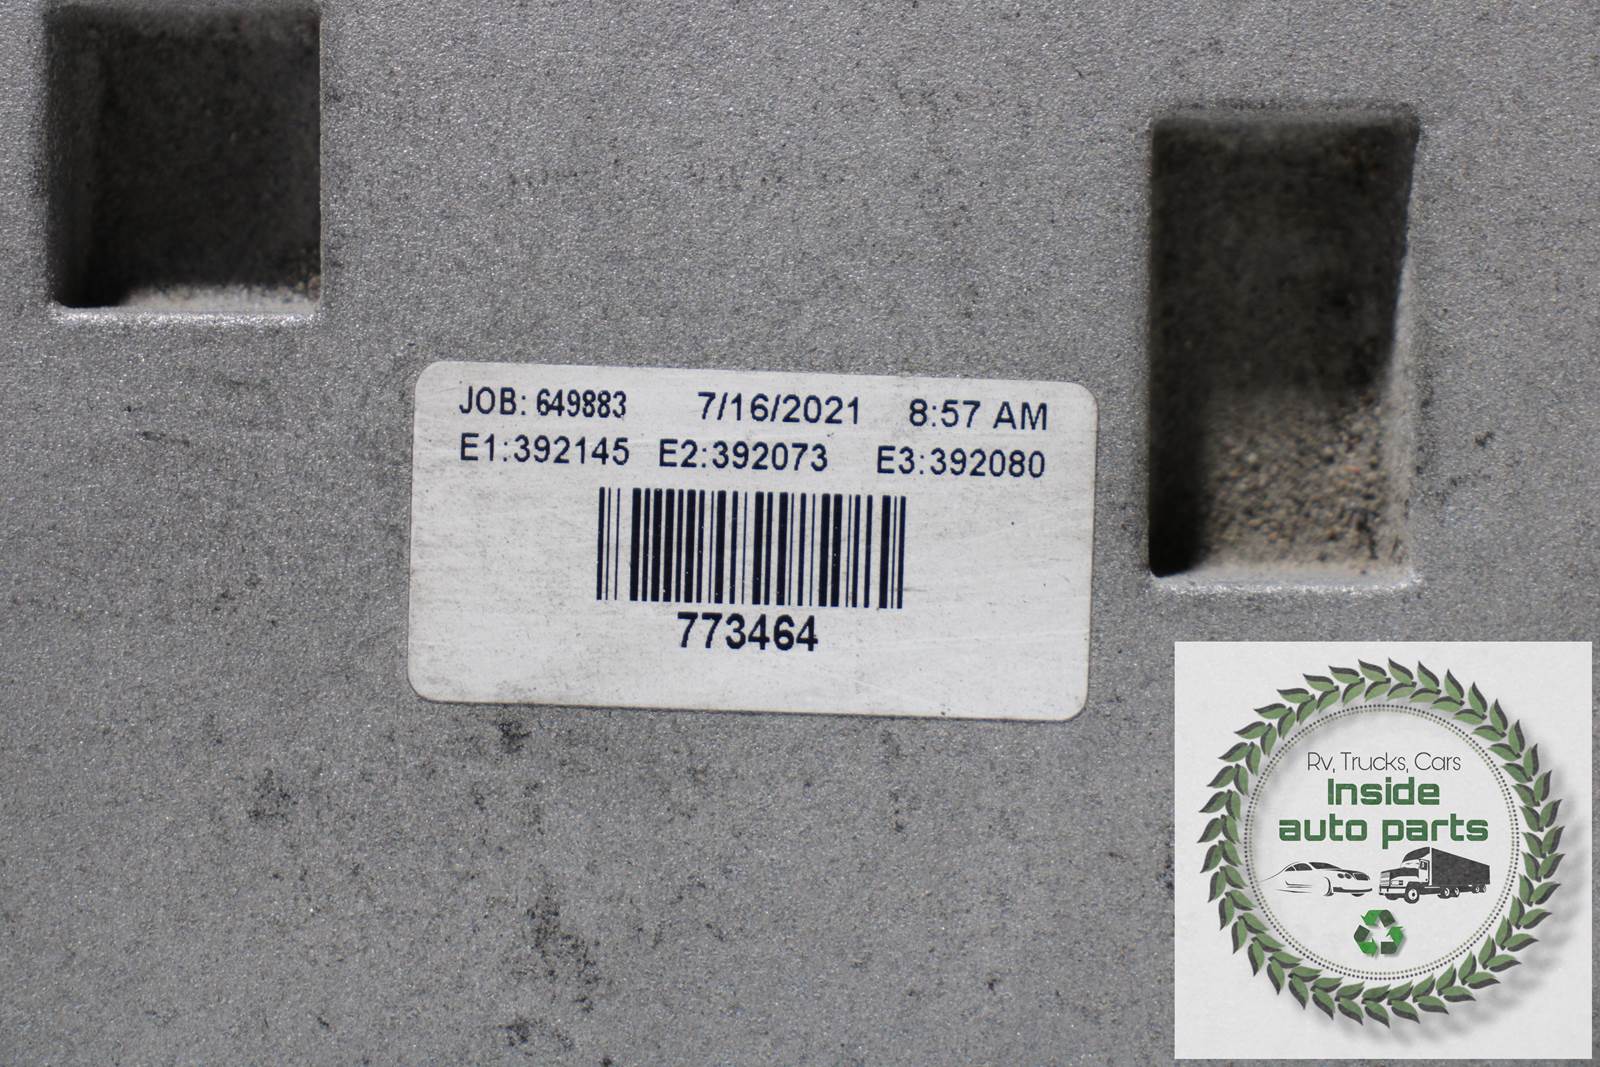 JOB: 649883 7/16/2021 8:57 AM
E1:392145 E2:392073 E3:392080
773464
Rv, Trucks, Cars
Inside
auto parts